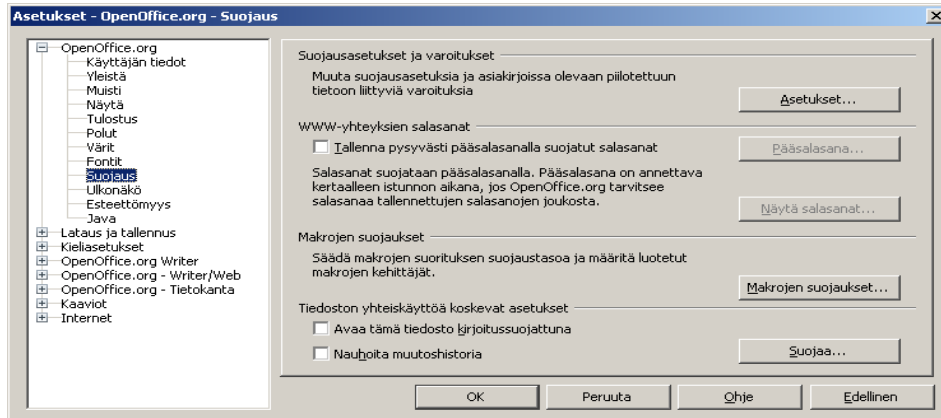 Asetukset - OpenOffice.org - Suojaus
OpenOffice.org
Käyttäjän tiedot
Yleistä
Muisti
Näytä
Tulostus
Polut
Värit
Fontit
Suojaus
Ulkonäkö
Esteettömyys
Java
Lataus ja tallennus
Kieliasetukset
OpenOffice.org Writer
OpenOffice.org - Writer/Web
OpenOffice.org - Tietokanta
Kaaviot
Internet
Suojausasetukset ja varoitukset
Muuta suojausasetuksia ja asiakirjoissa olevaan piilotettuun
tietoon liittyviä varoituksia
Asetukset...
WWW-yhteyksien salasanat
Tallenna pysyvästi pääsalasanalla suojatut salasanat
Pääsalasana...
Salasanat suojataan pääsalasanalla. Pääsalasana on annettava
kertaalleen istunnon aikana, jos OpenOffice.org tarvitsee
salasanaa tallennettujen salasanojen joukosta.
Näytä salasanat...
Makrojen suojaukset
Säädä makrojen suorituksen suojaustasoa ja määritä luotetut
makrojen kehittäjät.
Makrojen suojaukset...
Tiedoston yhteiskäyttöä koskevat asetukset
Avaa tämä tiedosto kirjoitussuojattuna
Nauhoita muutoshistoria
Suojaa...
OK
Peruuta
Ohje
Edellinen